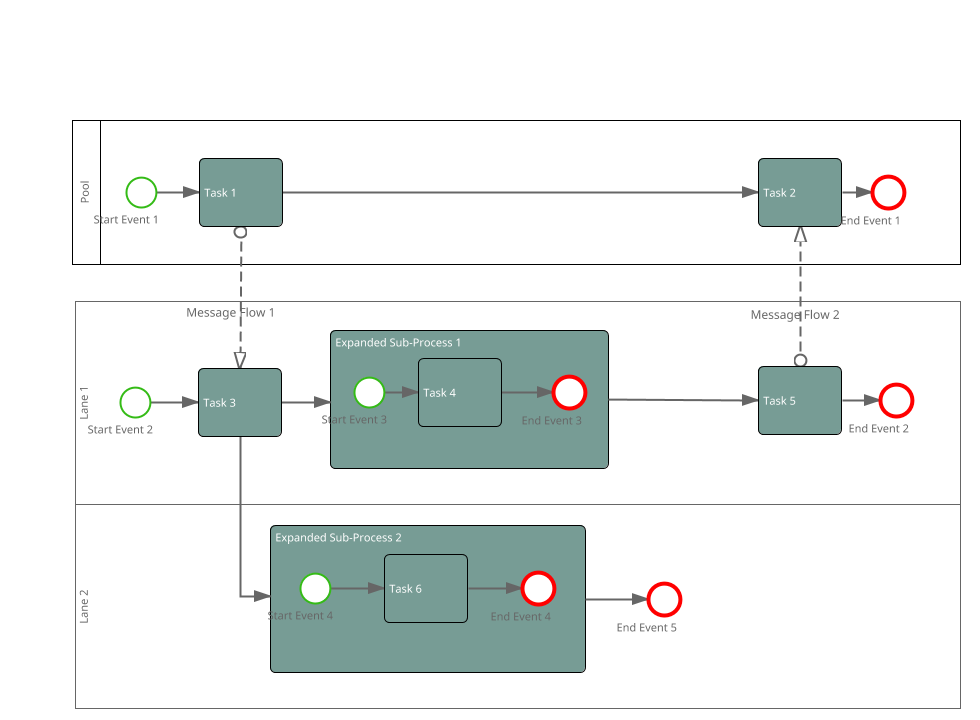 Pool
Task 1
Task 2
Start Event 1
End Event 1
Message Flow 1
Message Flow 2
Lane 1
Expanded Sub-Process 1
Task 3
Task 4
Task 5
Start Event 2
Start Event 3
End Event 3
End Event 2
Lane 2
Expanded Sub-Process 2
Task 6
Start Event 4
End Event 4
End Event 5